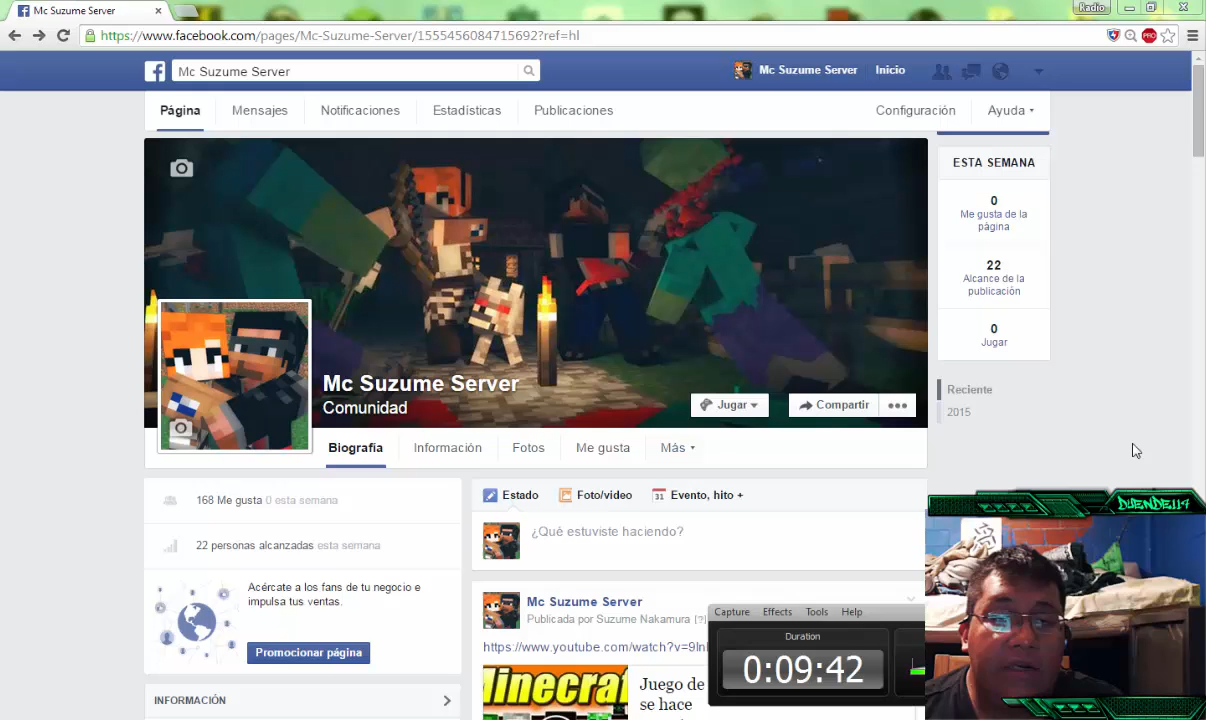 Mc Suzume Server
Radio
https://www.facebook.com/pages/Mc-Suzume-Server/1555456084715692?ref=hl
PRO
f
Mc Suzume Server
Mc Suzume Server
Inicio
Página
Mensajes
Notificaciones
Estadísticas
Publicaciones
Configuración
Ayuda
ESTA SEMANA
0
Me gusta de la
página
22
Alcance de la
publicación
0
Jugar
Reciente
2015
Mc Suzume Server
Comunidad
Jugar
Compartir
Biografía
Información
Fotos
Me gusta
Más
168 Me gusta 0 esta semana
22 personas alcanzadas esta semana
Acércate a los fans de tu negocio e
impulsa tus ventas.
Promocionar página
INFORMACIÓN
Estado
Foto/video
31 Evento, hito +
¿Qué estuviste haciendo?
Mc Suzume Server
Publicada por Suzume Nakamura [?]
https://www.youtube.com/watch?v=9
Minecraft
Juego de
se hace
Capture Effects Tools Help
Duration
0:09:42
DUENDE117